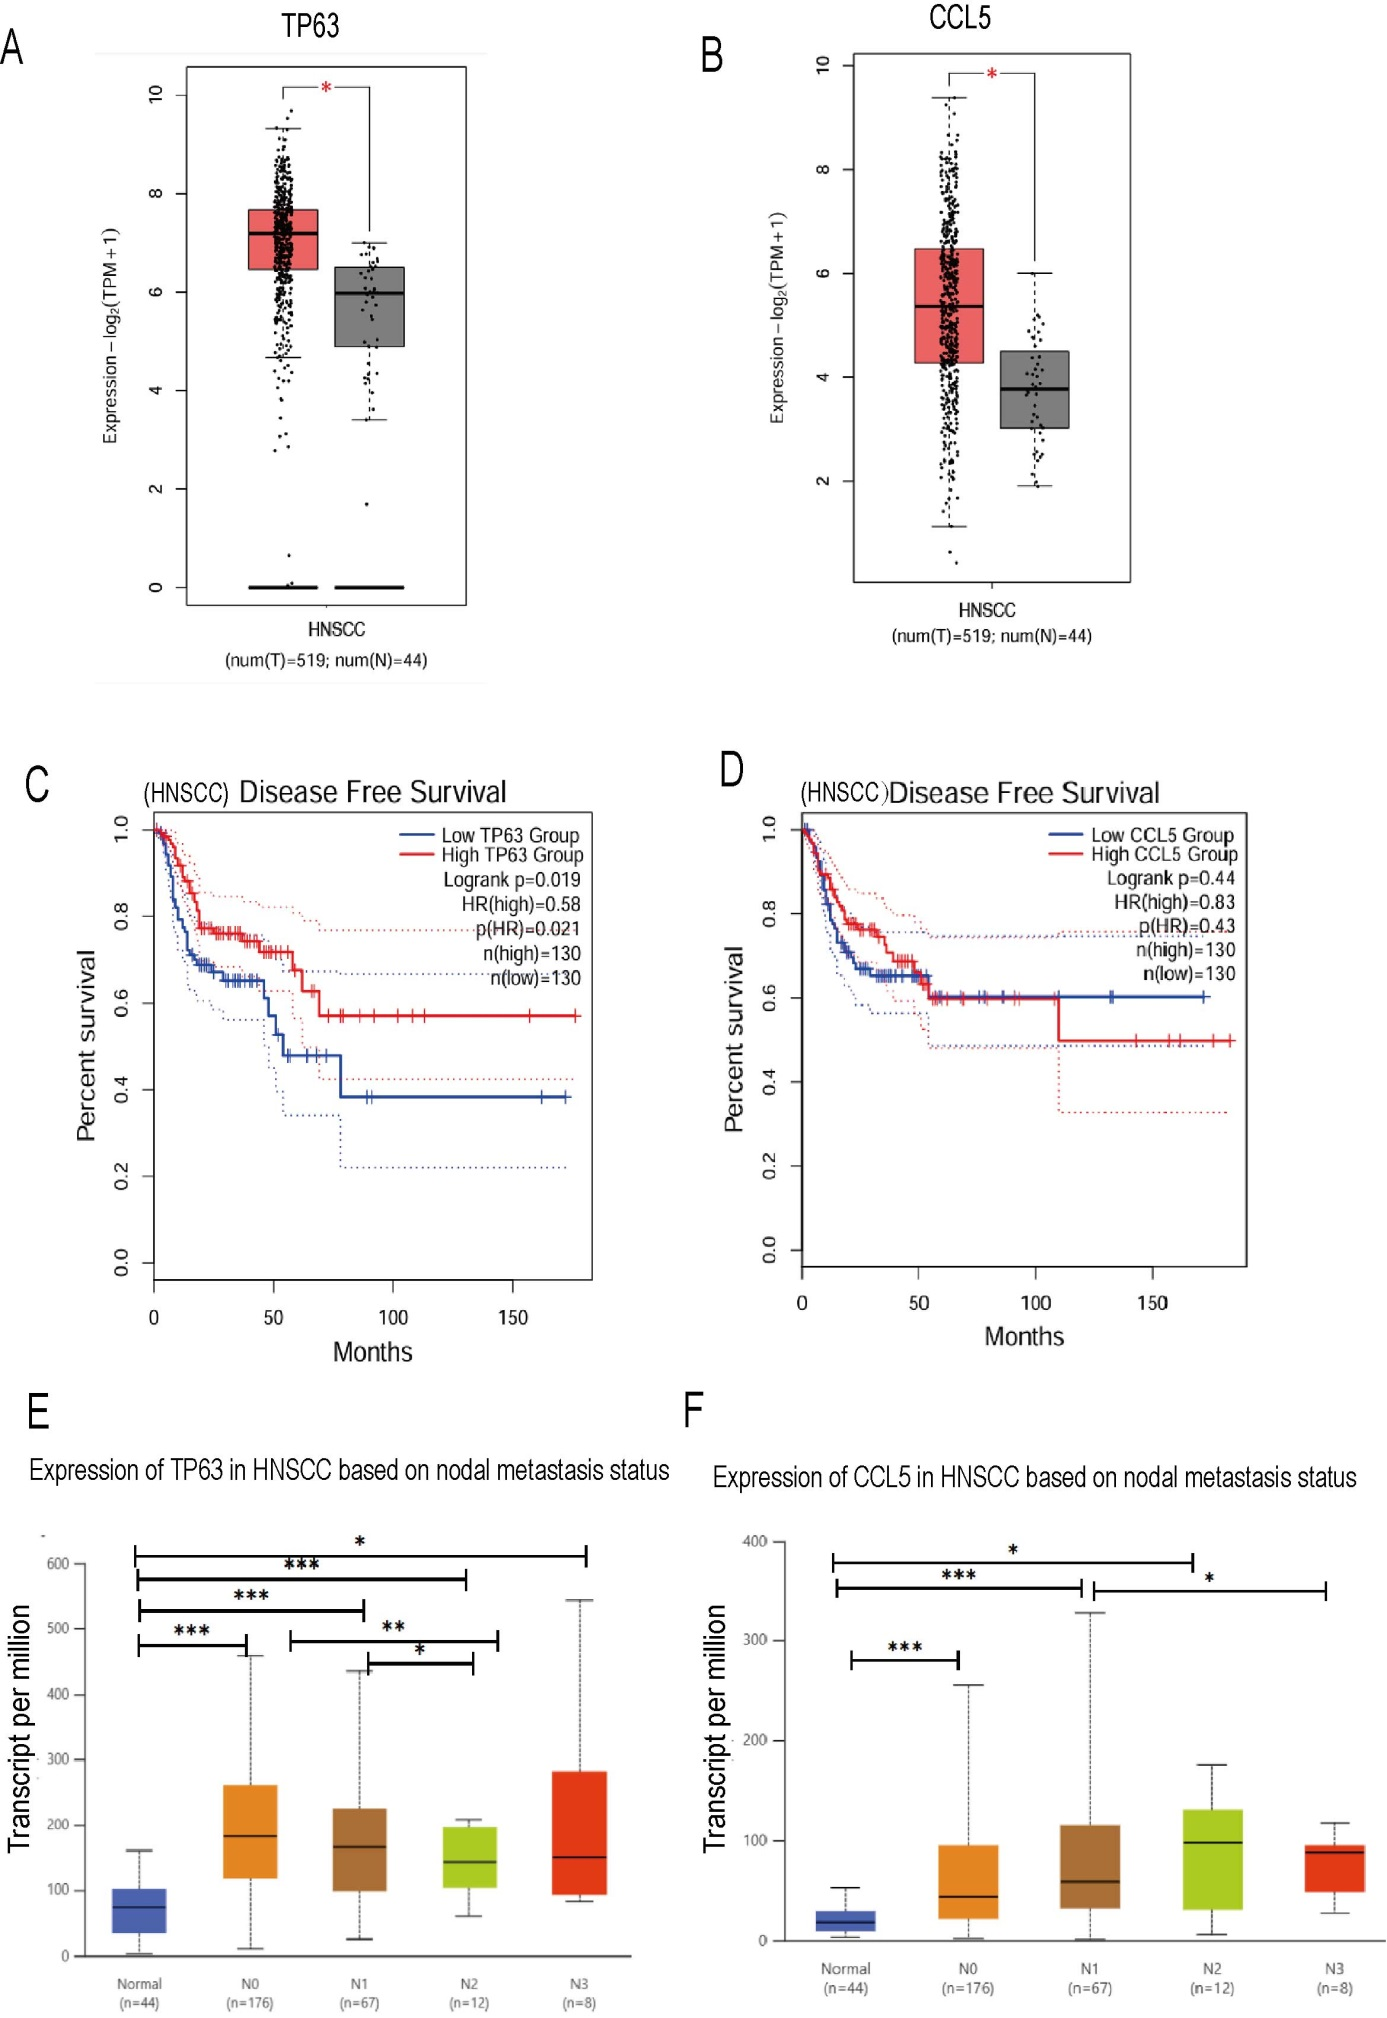 A
TP63
*
10
8
6
4
2
0
Expression – log2(TPM + 1)
HNSCC
(num(T)=519; num(N)=44)
B
CCL5
*
10
8
6
4
2
Expression – log2(TPM + 1)
HNSCC
(num(T)=519; num(N)=44)
C
(HNSCC) Disease Free Survival
Low TP63 Group
High TP63 Group
Logrank p=0.019
HR(high)=0.58
p(HR)=0.021
n(high)=130
n(low)=130
1.0
0.8
0.6
0.4
0.2
0.0
Percent survival
0 50 100 150
Months
D
(HNSCC)Disease Free Survival
Low CCL5 Group
High CCL5 Group
Logrank p=0.44
HR(high)=0.83
p(HR)=0.43
n(high)=130
n(low)=130
1.0
0.8
0.6
0.4
0.2
0.0
Percent survival
0 50 100 150
Months
E
Expression of TP63 in HNSCC based on nodal metastasis status
*
***
***
**
***
*
600
500
400
300
200
100
0
Transcript per million
Normal N0 N1 N2 N3
(n=44) (n=176) (n=67) (n=12) (n=8)
F
Expression of CCL5 in HNSCC based on nodal metastasis status
*
***
*
***
400
300
200
100
0
Transcript per million
Normal N0 N1 N2 N3
(n=44) (n=176) (n=67) (n=12) (n=8)